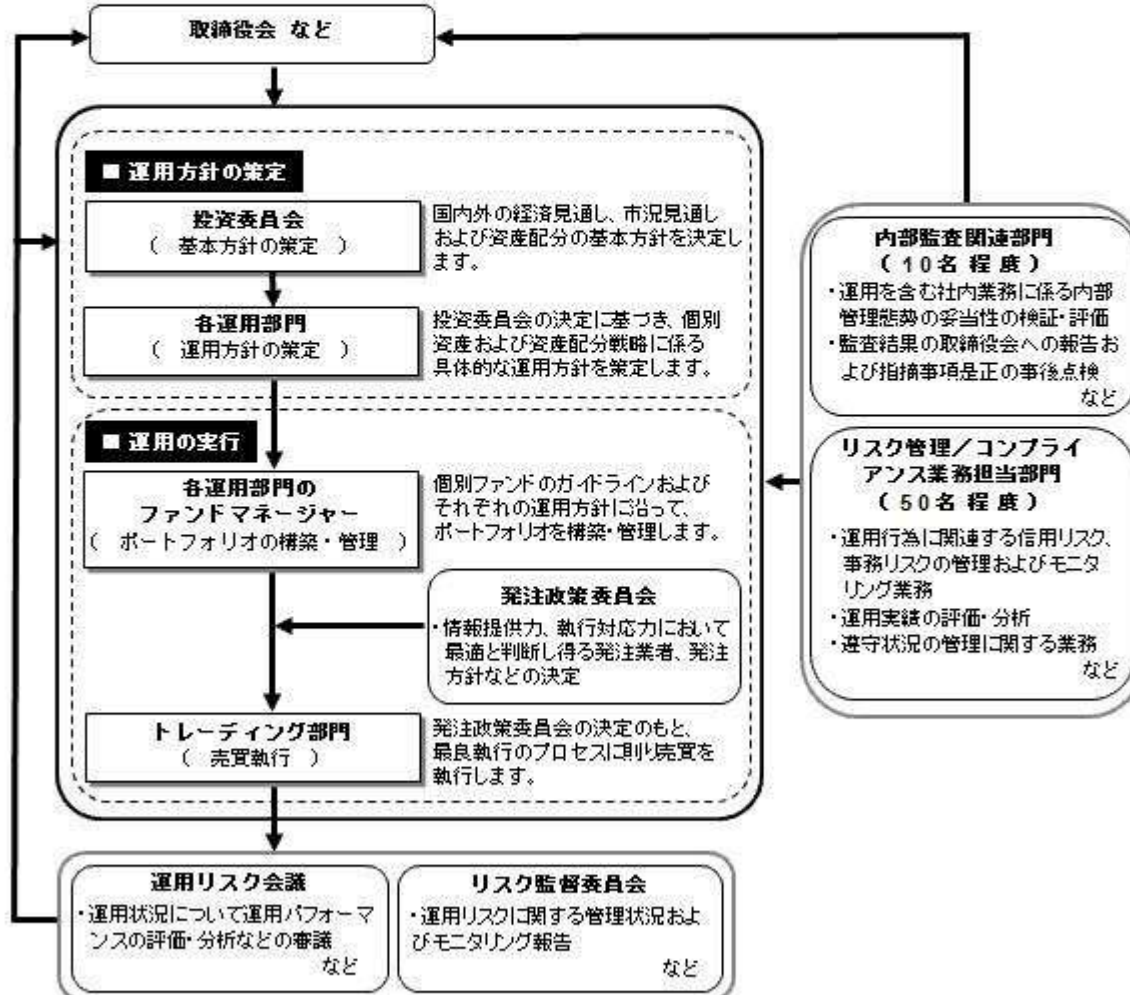 取締役会 など
■ 運用方針の策定
投資委員会
( 基本方針の策定 )
国内外の経済見通し、市況見通し
および資産配分の基本方針を決定し
ます。
各運用部門
( 運用方針の策定 )
投資委員会の決定に基づき、個別
資産および資産配分戦略に係る
具体的な運用方針を策定します。
■ 運用の実行
各運用部門の
ファンドマネージャー
( ポートフォリオの構築・管理 )
個別ファンドのガイドラインおよび
それぞれの運用方針に沿って、
ポートフォリオを構築・管理します。
発注政策委員会
・情報提供力、執行対応力において
最適と判断し得る発注業者、発注
方針などの決定
トレーディング部門
( 売買執行 )
発注政策委員会の決定のもと、
最良執行のプロセスに則り売買を
執行します。
運用リスク会議
・運用状況について運用パフォーマ
ンスの評価・分析などの審議
など
リスク監督委員会
・運用リスクに関する管理状況およ
びモニタリング報告
など
内部監査関連部門
( 10名 程 度 )
・運用を含む社内業務に係る内部
管理態勢の妥当性の検証・評価
・監査結果の取締役会への報告お
よび指摘事項是正の事後点検
など
リスク管理/コンプライ
アンス業務担当部門
( 50名 程 度 )
・運用行為に関連する信用リスク、
事務リスクの管理およびモニタ
リング業務
・運用実績の評価・分析
・遵守状況の管理に関する業務
など